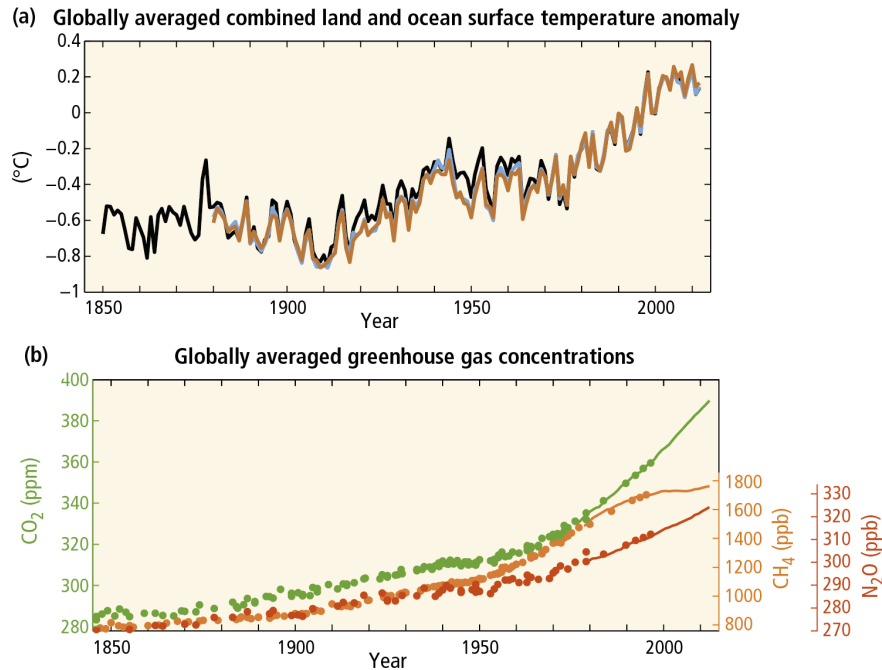 (a) Globally averaged combined land and ocean surface temperature anomaly
0.4
0.2
0
−0.2
−0.4
−0.6
−0.8
−1
(°C)
1850 1900 1950 2000
Year
(b) Globally averaged greenhouse gas concentrations
400
380
360
340
320
300
280
CO2 (ppm)
1800
1600
1400
1200
1000
800
CH4 (ppb)
330
320
310
300
290
280
270
N2O (ppb)
1850 1900 1950 2000
Year